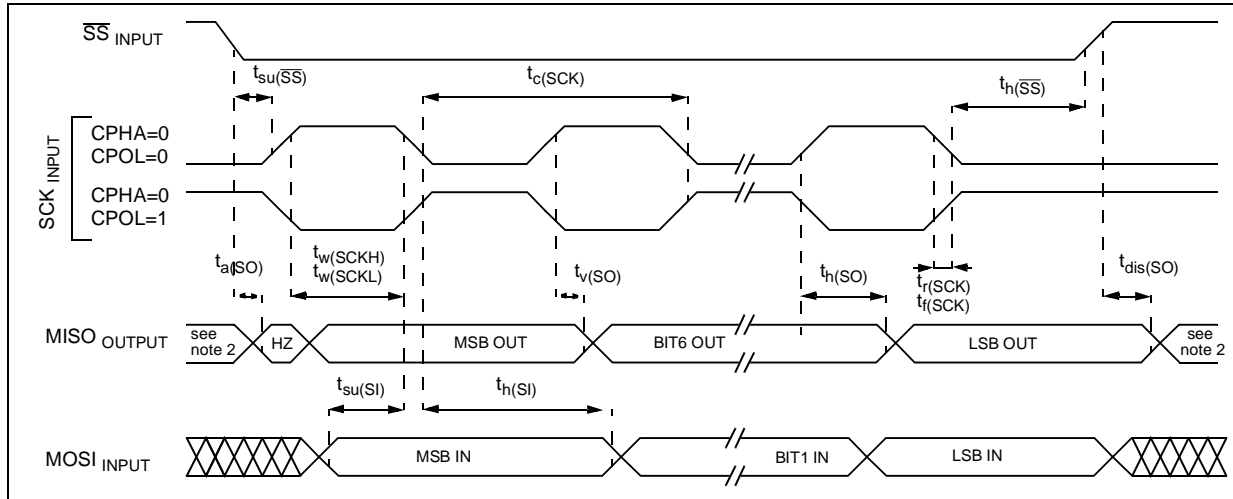 SS INPUT
tsu(SS)
tc(SCK)
th(SS)
SCK INPUT
CPHA=0
CPOL=0
CPHA=0
CPOL=1
ta(SO)
tw(SCKH)
tw(SCKL)
tv(SO)
th(SO)
tr(SCK)
tf(SCK)
tdis(SO)
MISO OUTPUT
see
note 2
HZ
MSB OUT
BIT6 OUT
LSB OUT
see
note 2
tsu(SI)
th(SI)
MOSI INPUT
MSB IN
BIT1 IN
LSB IN